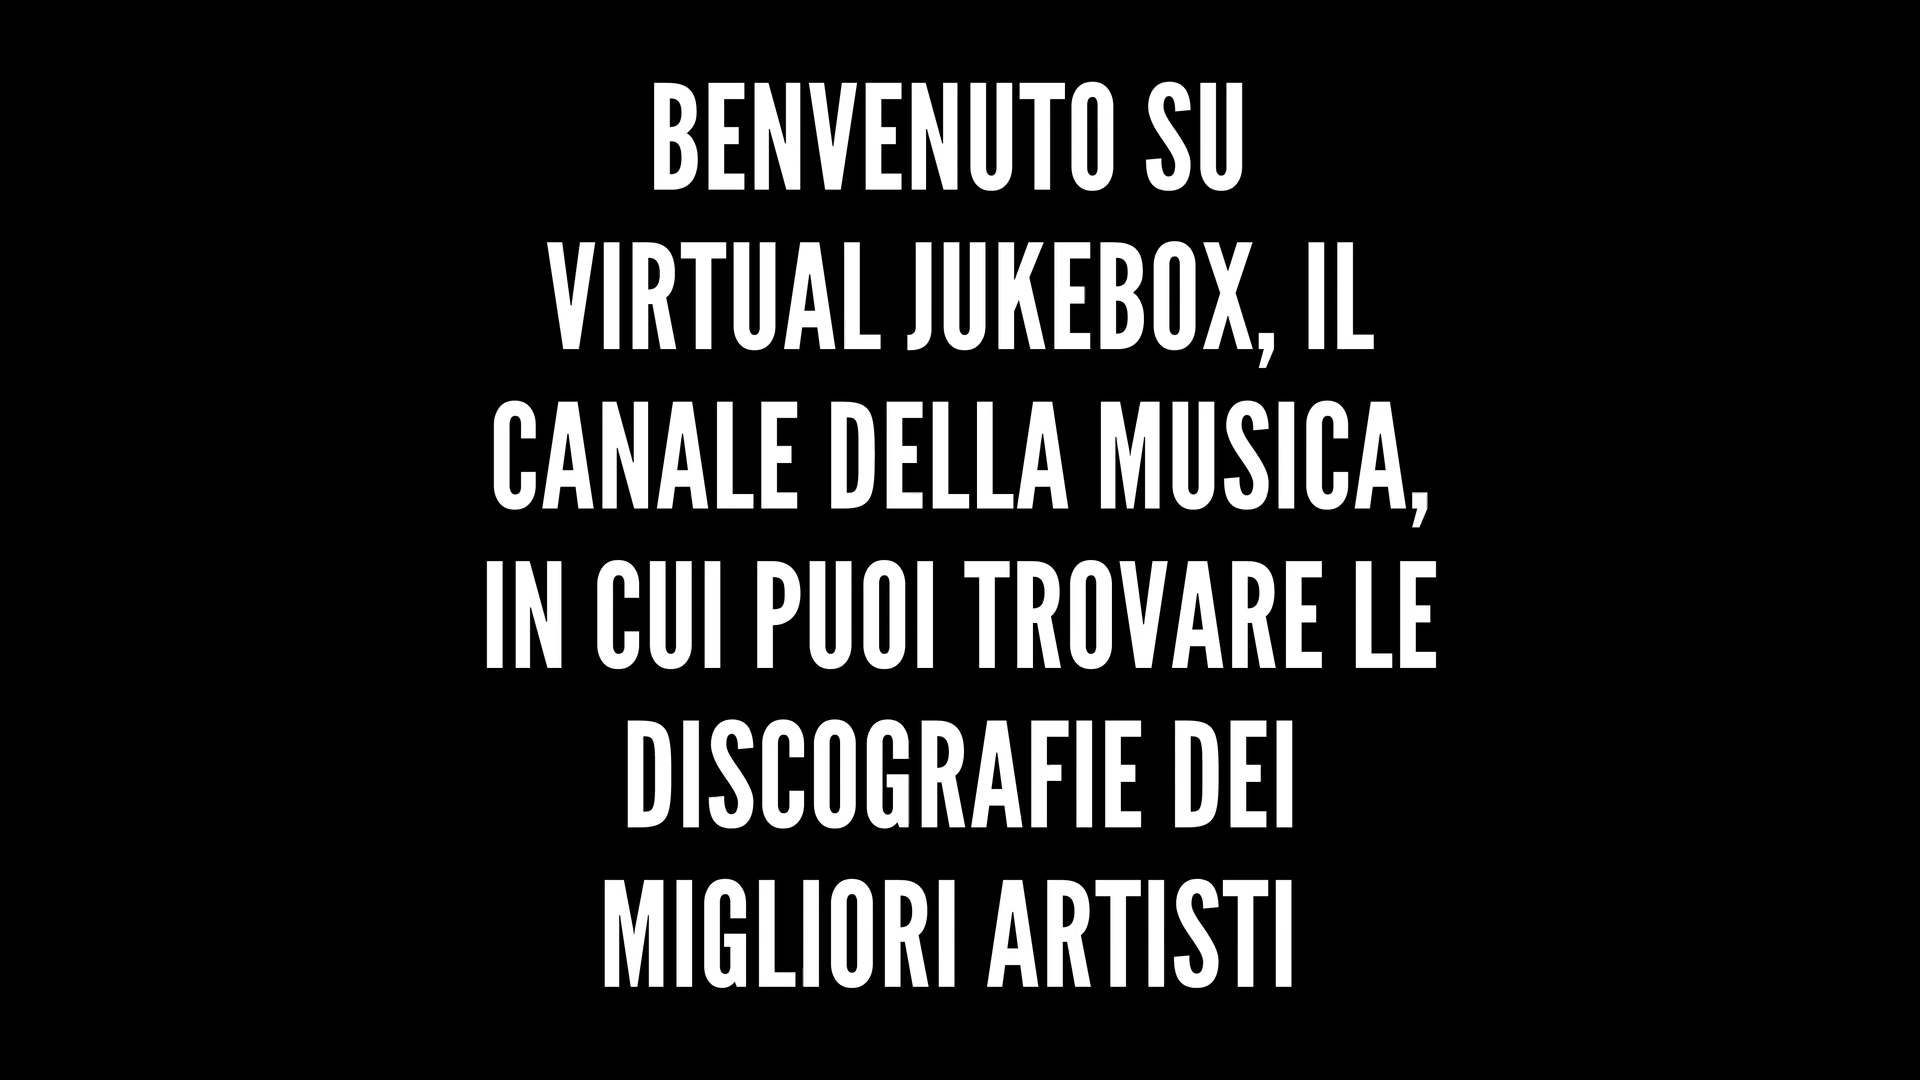 BENVENUTO SU
VIRTUAL JUKEBOX, IL
CANALE DELLA MUSICA,
IN CUI PUOI TROVARE LE
DISCOGRAFIE DEI
MIGLIORI ARTISTI